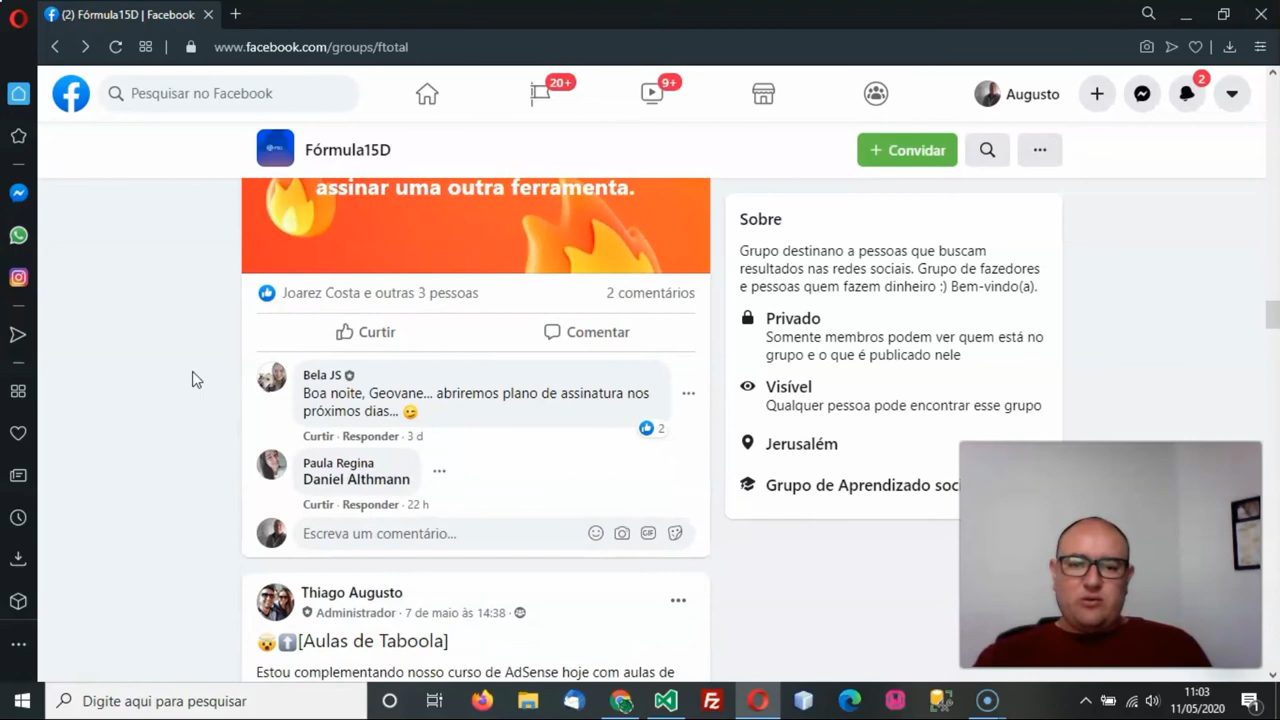 (2) Fórmula15D | Facebook
www.facebook.com/groups/ftotal
Pesquisar no Facebook
20+
9+
Augusto
2
Fórmula15D
+ Convidar
assinar uma outra ferramenta.
Joarez Costa e outras 3 pessoas
2 comentários
Curtir
Comentar
Bela JS
Boa noite, Geovane... abriremos plano de assinatura nos
próximos dias... 😉
2
Curtir · Responder · 3 d
Paula Regina
Daniel Althmann
Curtir · Responder · 22 h
Escreva um comentário...
GIF
Thiago Augusto
Administrador · 7 de maio às 14:38 ·
🤯⬆️[Aulas de Taboola]
Estou complementando nosso curso de AdSense hoje com aulas de
Sobre
Grupo destinano a pessoas que buscam
resultados nas redes sociais. Grupo de fazedores
e pessoas quem fazem dinheiro :) Bem-vindo(a).
Privado
Somente membros podem ver quem está no
grupo e o que é publicado nele
Visível
Qualquer pessoa pode encontrar esse grupo
Jerusalém
Grupo de Aprendizado soci
Digite aqui para pesquisar
11:03
11/05/2020
1